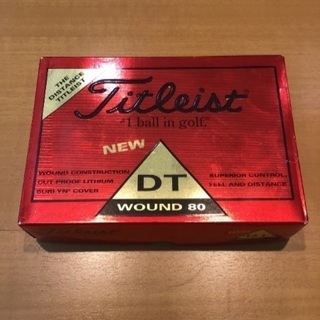 THE
DISTANCE
TITLEIST
Titleist
#1 ball in golf.
NEW
WOUND CONSTRUCTION
CUT-PROOF LITHIUM
SURLYN® COVER
DT
WOUND 80
SUPERIOR CONTROL,
FEEL AND DISTANCE